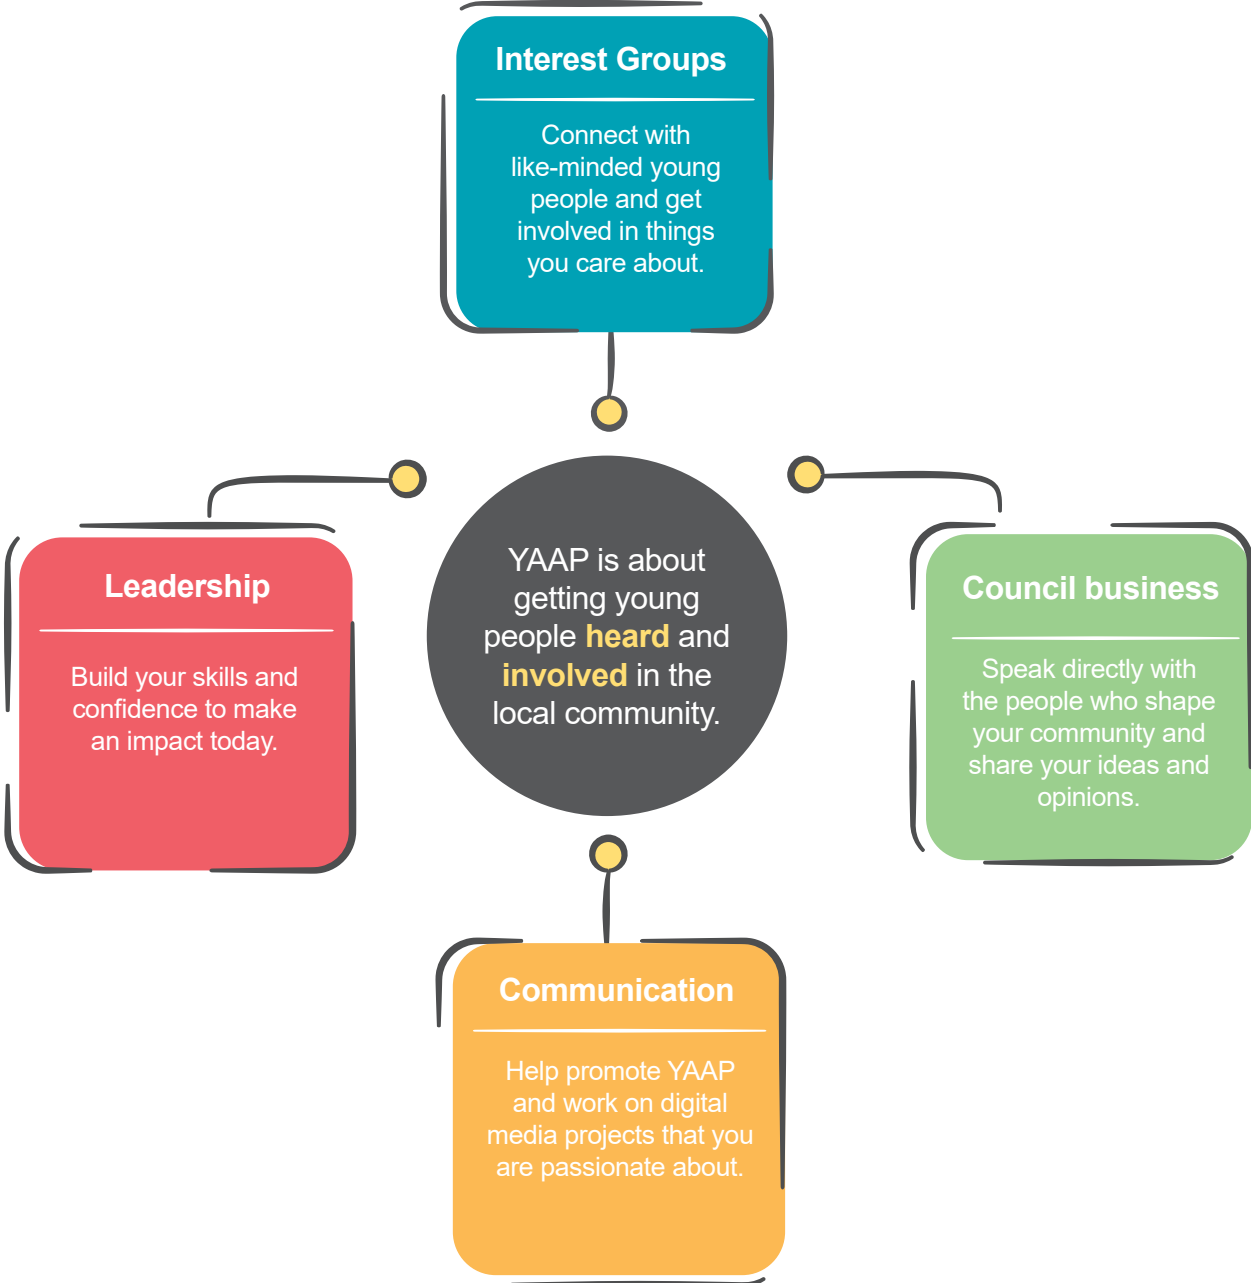 Interest Groups
Connect with
like-minded young
people and get
involved in things
you care about.
YAAP is about
getting young
people heard and
involved in the
local community.
Leadership
Build your skills and
confidence to make
an impact today.
Council business
Speak directly with
the people who shape
your community and
share your ideas and
opinions.
Communication
Help promote YAAP
and work on digital
media projects that you
are passionate about.